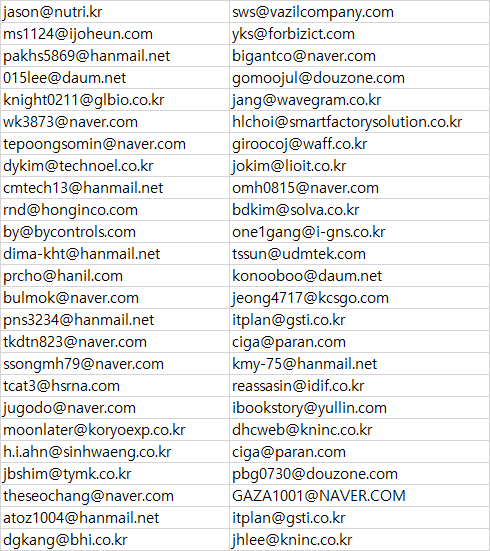 jason@nutri.kr sws@vazilcompany.com
ms1124@ijoheun.com yks@forbizict.com
pakhs5869@hanmail.net bigantco@naver.com
015lee@daum.net gomoojul@douzone.com
knight0211@glbio.co.kr jang@wavegram.co.kr
wk3873@naver.com hlchoi@smartfactorysolution.co.kr
tepoongsomin@naver.com giroocoj@waff.co.kr
dykim@technoel.co.kr jokim@lioit.co.kr
cmtech13@hanmail.net omh0815@naver.com
rnd@honginco.com bdkim@solva.co.kr
by@bycontrols.com one1gang@i-gns.co.kr
dima-kht@hanmail.net tssun@udmtek.com
prcho@hanil.com konooboo@daum.net
bulmok@naver.com jeong4717@kcsgo.com
pns3234@hanmail.net itplan@gsti.co.kr
tkdtn823@naver.com ciga@paran.com
ssongmh79@naver.com kmy-75@hanmail.net
tcat3@hsrna.com reassasin@idif.co.kr
jugodo@naver.com ibookstory@yullin.com
moonlater@koryoexp.co.kr dhcweb@kninc.co.kr
h.i.ahn@sinhwaeng.co.kr ciga@paran.com
jbshim@tymk.co.kr pbg0730@douzone.com
theseochang@naver.com GAZA1001@NAVER.COM
atoz1004@hanmail.net itplan@gsti.co.kr
dgkang@bhi.co.kr jhlee@kninc.co.kr